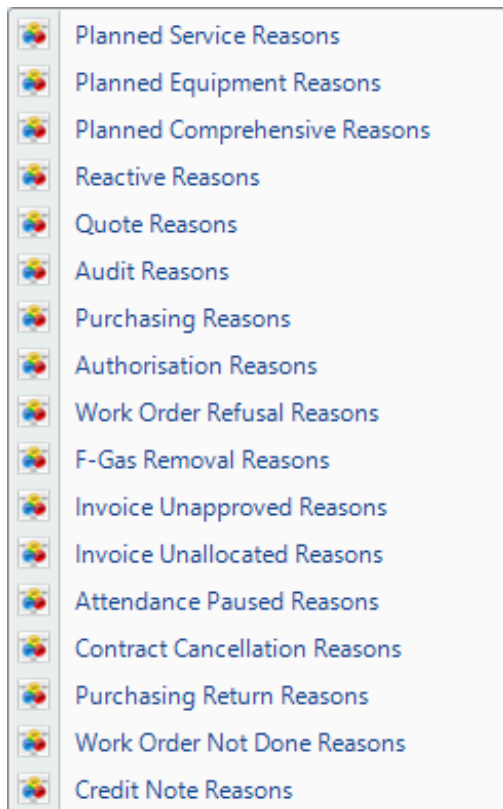 Planned Service Reasons
Planned Equipment Reasons
Planned Comprehensive Reasons
Reactive Reasons
Quote Reasons
Audit Reasons
Purchasing Reasons
Authorisation Reasons
Work Order Refusal Reasons
F-Gas Removal Reasons
Invoice Unapproved Reasons
Invoice Unallocated Reasons
Attendance Paused Reasons
Contract Cancellation Reasons
Purchasing Return Reasons
Work Order Not Done Reasons
Credit Note Reasons